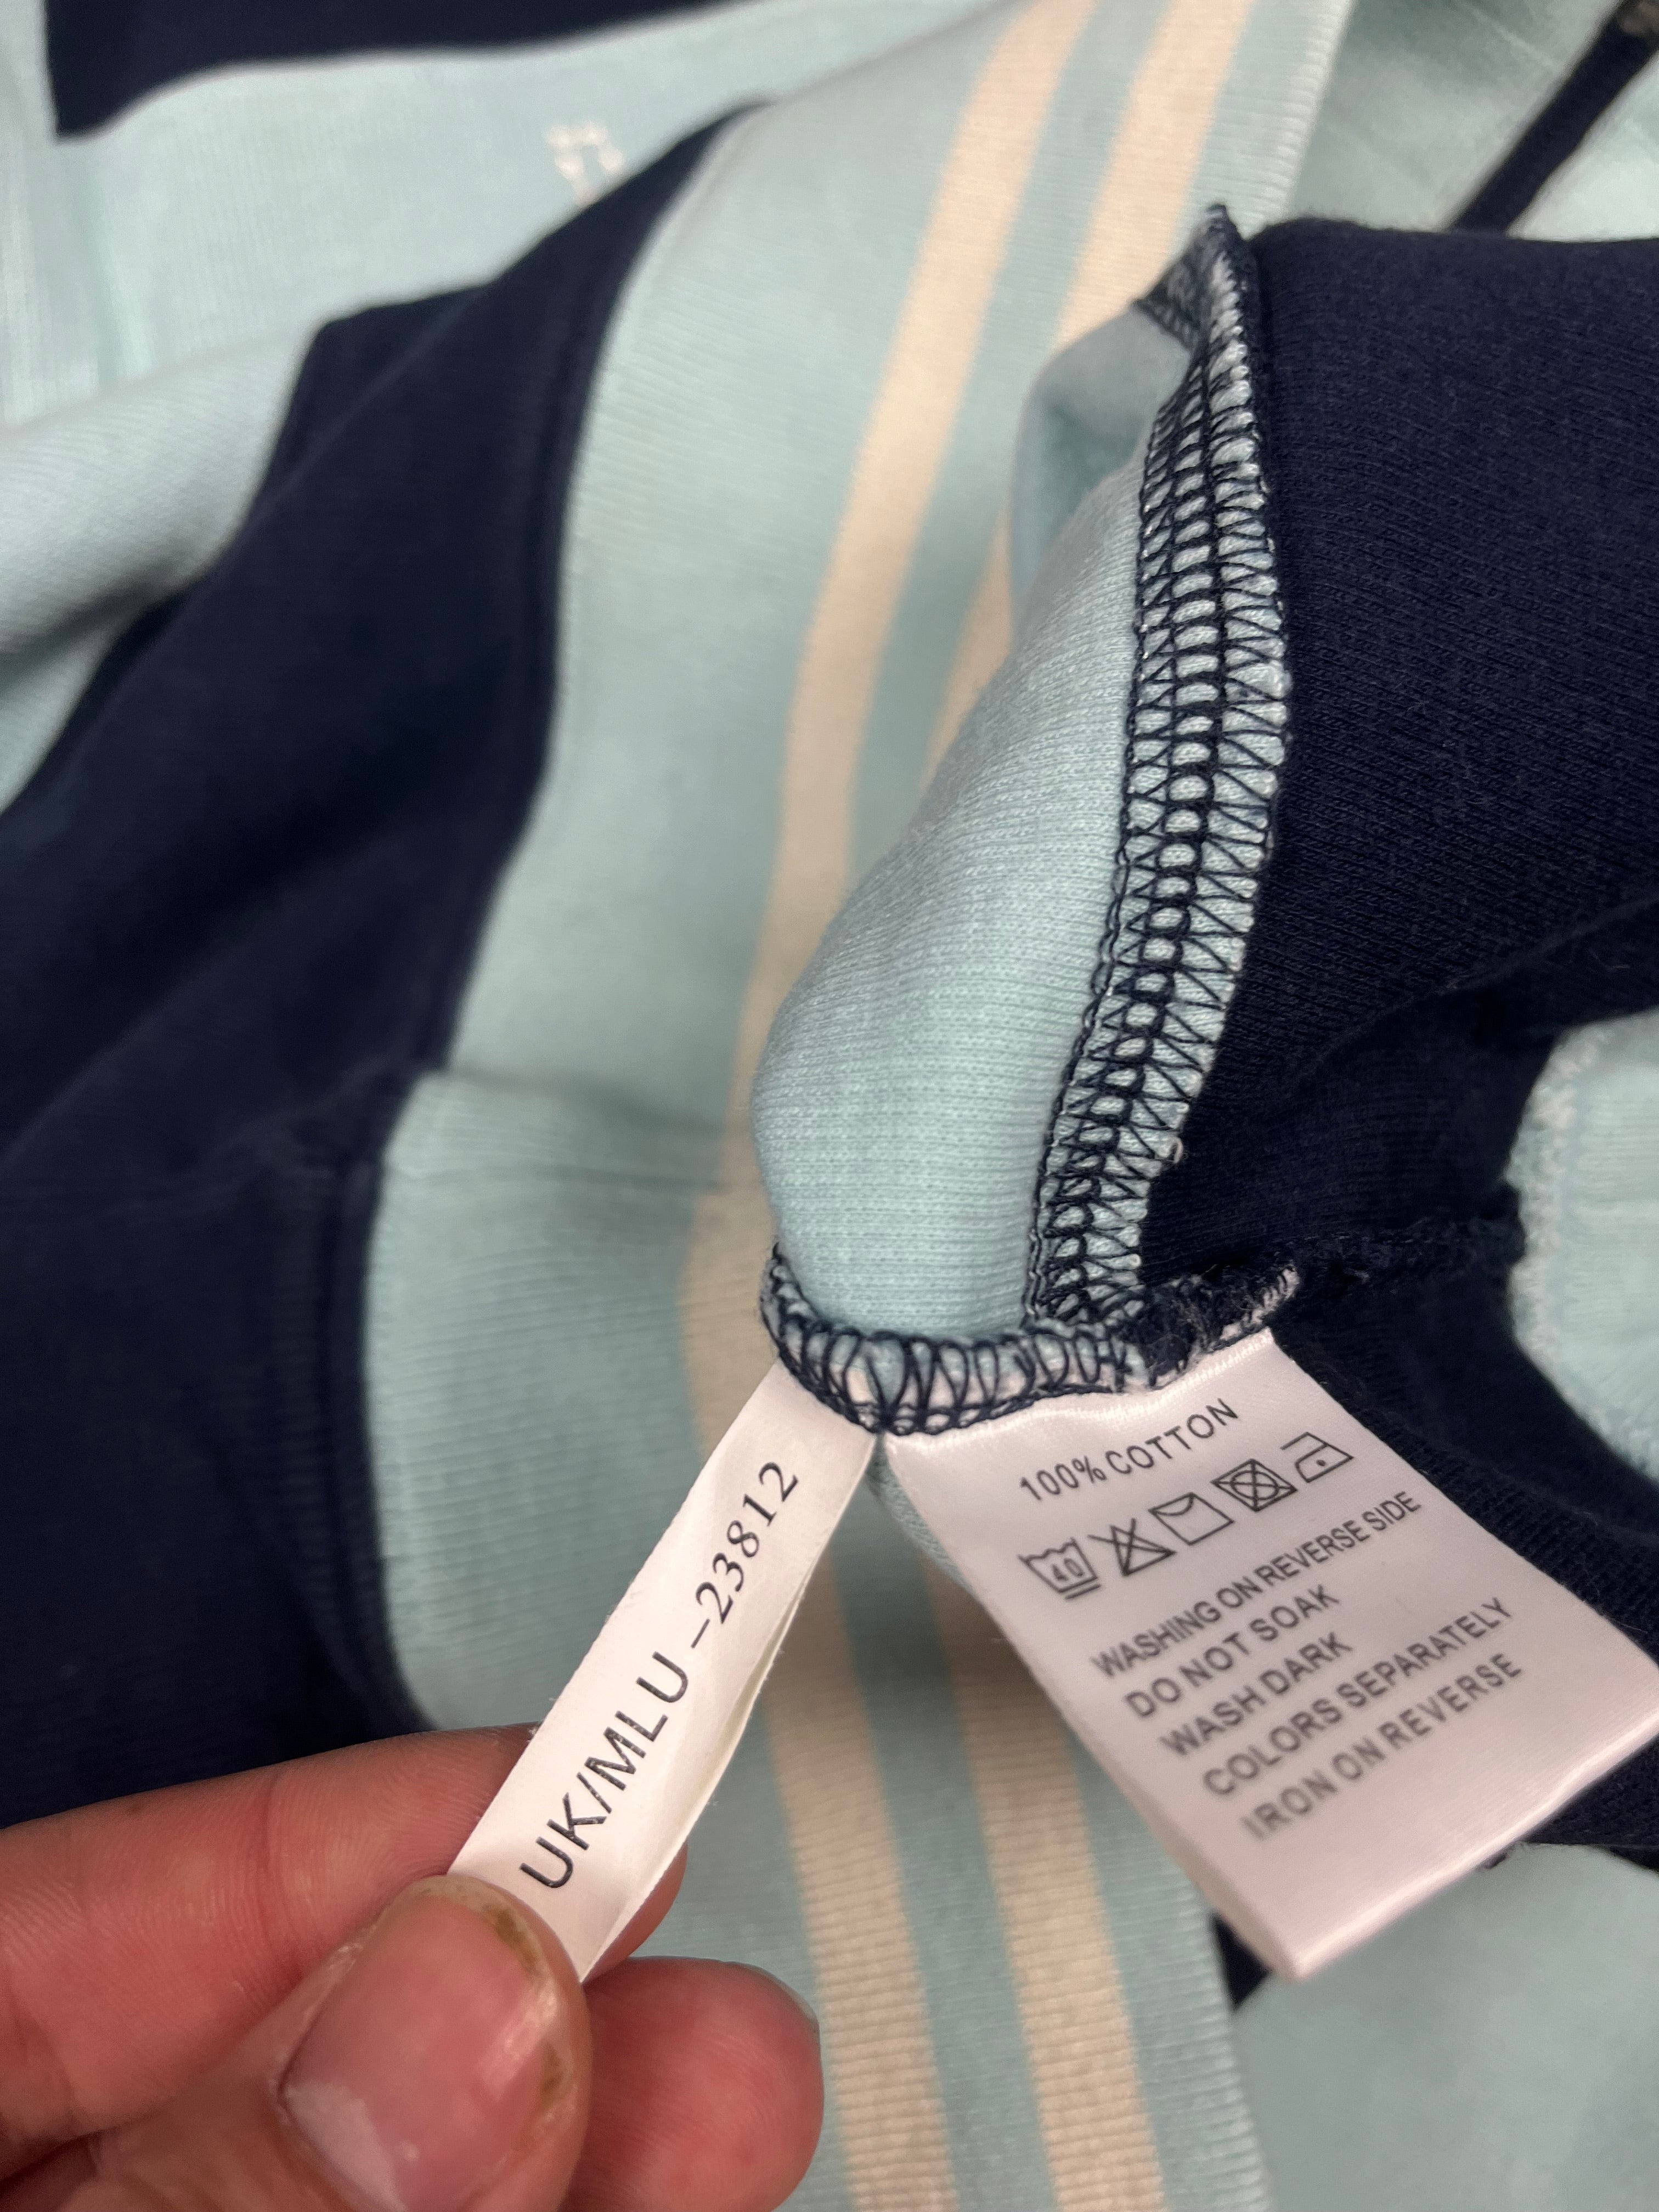 UK/MLU-23812
100% COTTON
40
WASHING ON REVERSE SIDE
DO NOT SOAK
WASH DARK
COLORS SEPARATELY
IRON ON REVERSE